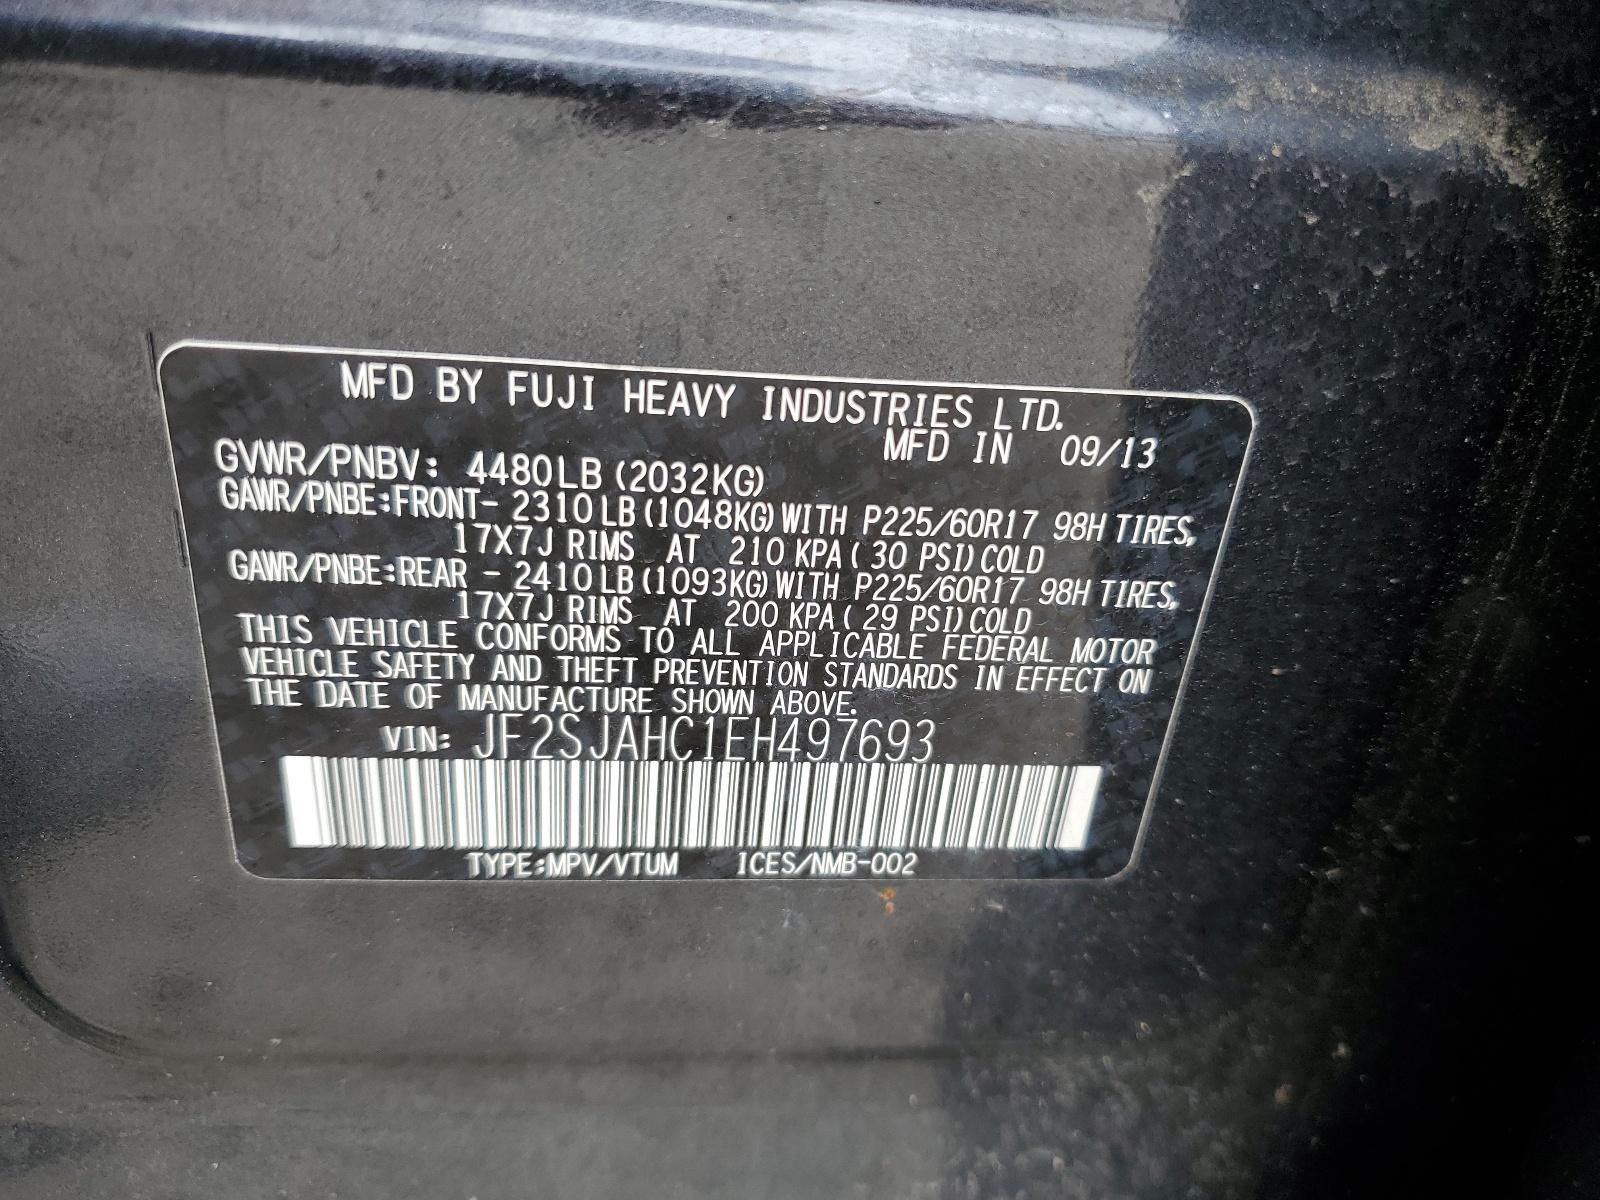 MFD BY FUJI HEAVY INDUSTRIES LTD.
MFD IN 09/13
GVWR/PNBV: 4480LB (2032KG)
GAWR/PNBE:FRONT- 2310LB(1048KG)WITH P225/60R17 98H TIRES,
17X7J RIMS AT 210 KPA( 30 PSI)COLD
GAWR/PNBE:REAR - 2410LB(1093KG)WITH P225/60R17 98H TIRES,
17X7J RIMS AT 200 KPA( 29 PSI)COLD
THIS VEHICLE CONFORMS TO ALL APPLICABLE FEDERAL MOTOR
VEHICLE SAFETY AND THEFT PREVENTION STANDARDS IN EFFECT ON
THE DATE OF MANUFACTURE SHOWN ABOVE.
VIN: JF2SJAHC1EH497693
TYPE:MPV/VTUM ICES/NMB-002